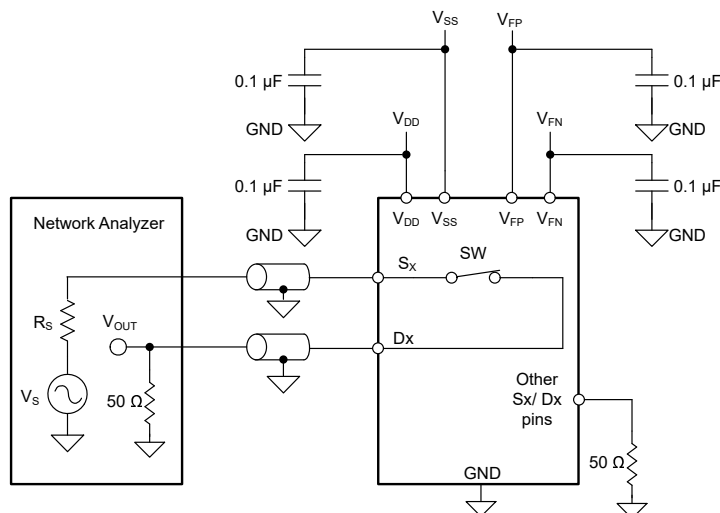 VSS
VFP
0.1 µF
0.1 µF
GND
VDD
VFN
GND
0.1 µF
0.1 µF
GND
VDD
VSS
VFP
VFN
GND
Network Analyzer
SX
SW
RS
VOUT
Dx
VS
50 Ω
Other
Sx/ Dx
pins
50 Ω
GND